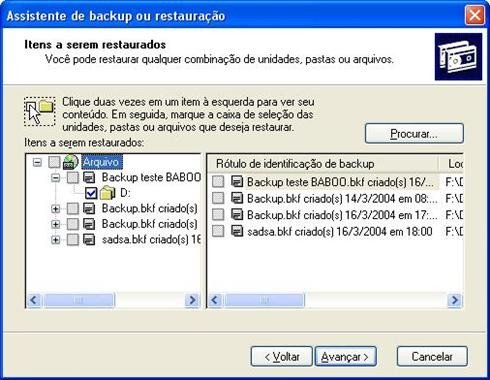 Assistente de backup ou restauração
Itens a serem restaurados
Você pode restaurar qualquer combinação de unidades, pastas ou arquivos.
Clique duas vezes em um item à esquerda para ver seu
conteúdo. Em seguida, marque a caixa de seleção das
unidades, pastas ou arquivos que deseja restaurar.
Procurar...
Itens a serem restaurados:
Arquivo
Backup teste BABOO
D:
Backup.bkf criado(s)
Backup.bkf criado(s)
sadsa.bkf criado(s) 16
Rótulo de identificação de backup
Loc
Backup teste BABOO.bkf criado(s) 16/... F:\D
Backup.bkf criado(s) 14/3/2004 em 08:... F:\D
Backup.bkf criado(s) 16/3/2004 em 17:... F:\D
sadsa.bkf criado(s) 16/3/2004 em 18:00 F:\D
< Voltar
Avançar >
Cancelar